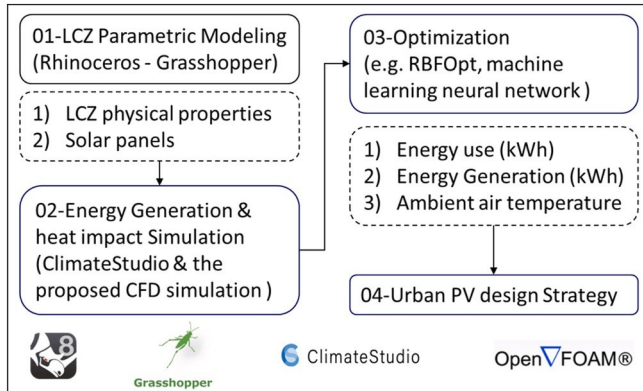 01-LCZ Parametric Modeling
(Rhinoceros - Grasshopper)
1) LCZ physical properties
2) Solar panels
02-Energy Generation &
heat impact Simulation
(ClimateStudio & the
proposed CFD simulation )
03-Optimization
(e.g. RBFOpt, machine
learning neural network )
1) Energy use (kWh)
2) Energy Generation (kWh)
3) Ambient air temperature
04-Urban PV design Strategy
8
Grasshopper
ClimateStudio
Open∇FOAM®